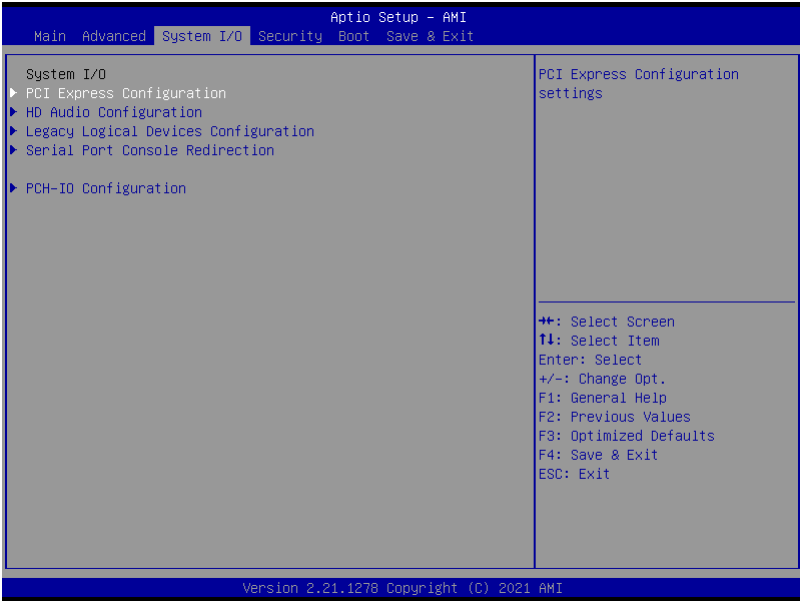 Aptio Setup – AMI
Main Advanced System I/O Security Boot Save & Exit
System I/O
PCI Express Configuration
HD Audio Configuration
Legacy Logical Devices Configuration
Serial Port Console Redirection
PCH-IO Configuration
PCI Express Configuration
settings
→←: Select Screen
↑↓: Select Item
Enter: Select
+/-: Change Opt.
F1: General Help
F2: Previous Values
F3: Optimized Defaults
F4: Save & Exit
ESC: Exit
Version 2.21.1278 Copyright (C) 2021 AMI